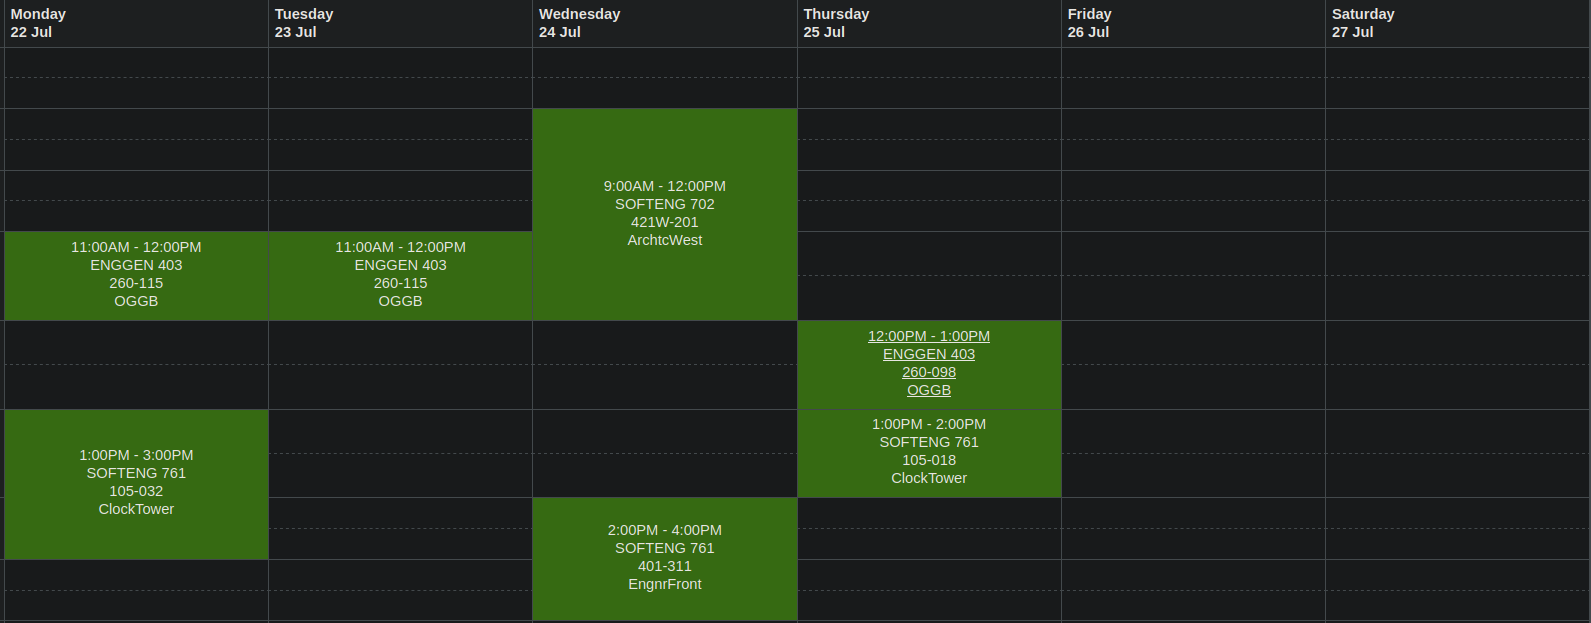 Monday
22 Jul
Tuesday
23 Jul
Wednesday
24 Jul
Thursday
25 Jul
Friday
26 Jul
Saturday
27 Jul
11:00AM - 12:00PM
ENGGEN 403
260-115
OGGB
1:00PM - 3:00PM
SOFTENG 761
105-032
ClockTower
11:00AM - 12:00PM
ENGGEN 403
260-115
OGGB
9:00AM - 12:00PM
SOFTENG 702
421W-201
ArchtcWest
2:00PM - 4:00PM
SOFTENG 761
401-311
EngnrFront
12:00PM - 1:00PM
ENGGEN 403
260-098
OGGB
1:00PM - 2:00PM
SOFTENG 761
105-018
ClockTower